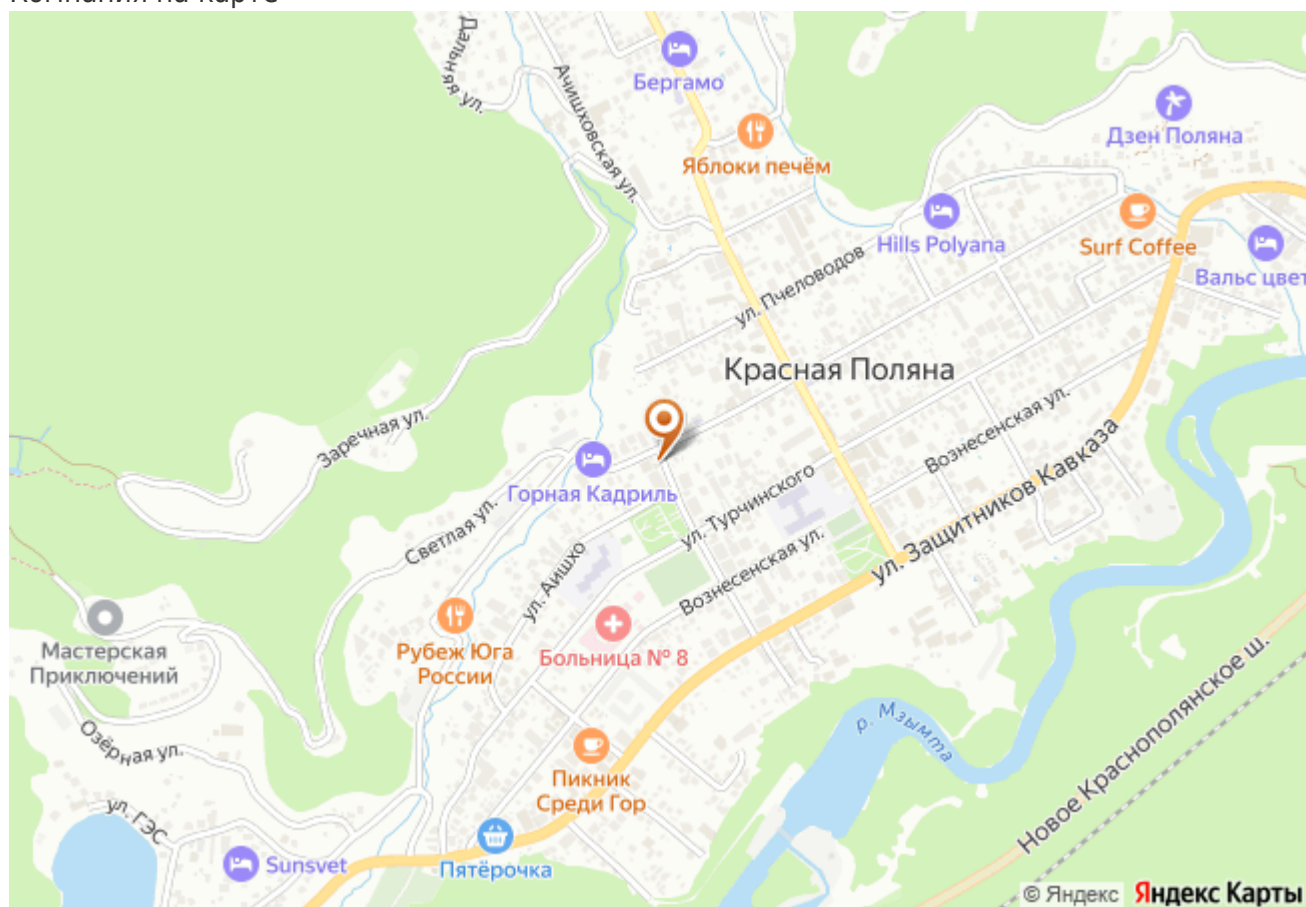 Компания на карте
Дальняя ул.
Ачишховская ул.
Бергамо
Яблоки печём
Дзен Поляна
Hills Polyana
Surf Coffee
Вальс цвет
ул. Пчеловодов
Красная Поляна
Заречная ул.
Горная Кадриль
Светлая ул.
ул. Аишхо
ул. Турчинского
Вознесенская ул.
Вознесенская ул.
ул. Защитников Кавказа
Мастерская
Приключений
Рубеж Юга
России
Больница № 8
Озёрная ул.
ул. ГЭС
Sunsvet
Пикник
Среди Гор
Пятёрочка
р. Мзымта
Новое Краснополянское ш.
© Яндекс Яндекс Карты